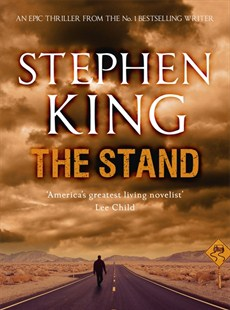 AN EPIC THRILLER FROM THE No. 1 BESTSELLING WRITER
STEPHEN
KING
THE STAND
'America's greatest living novelist'
Lee Child